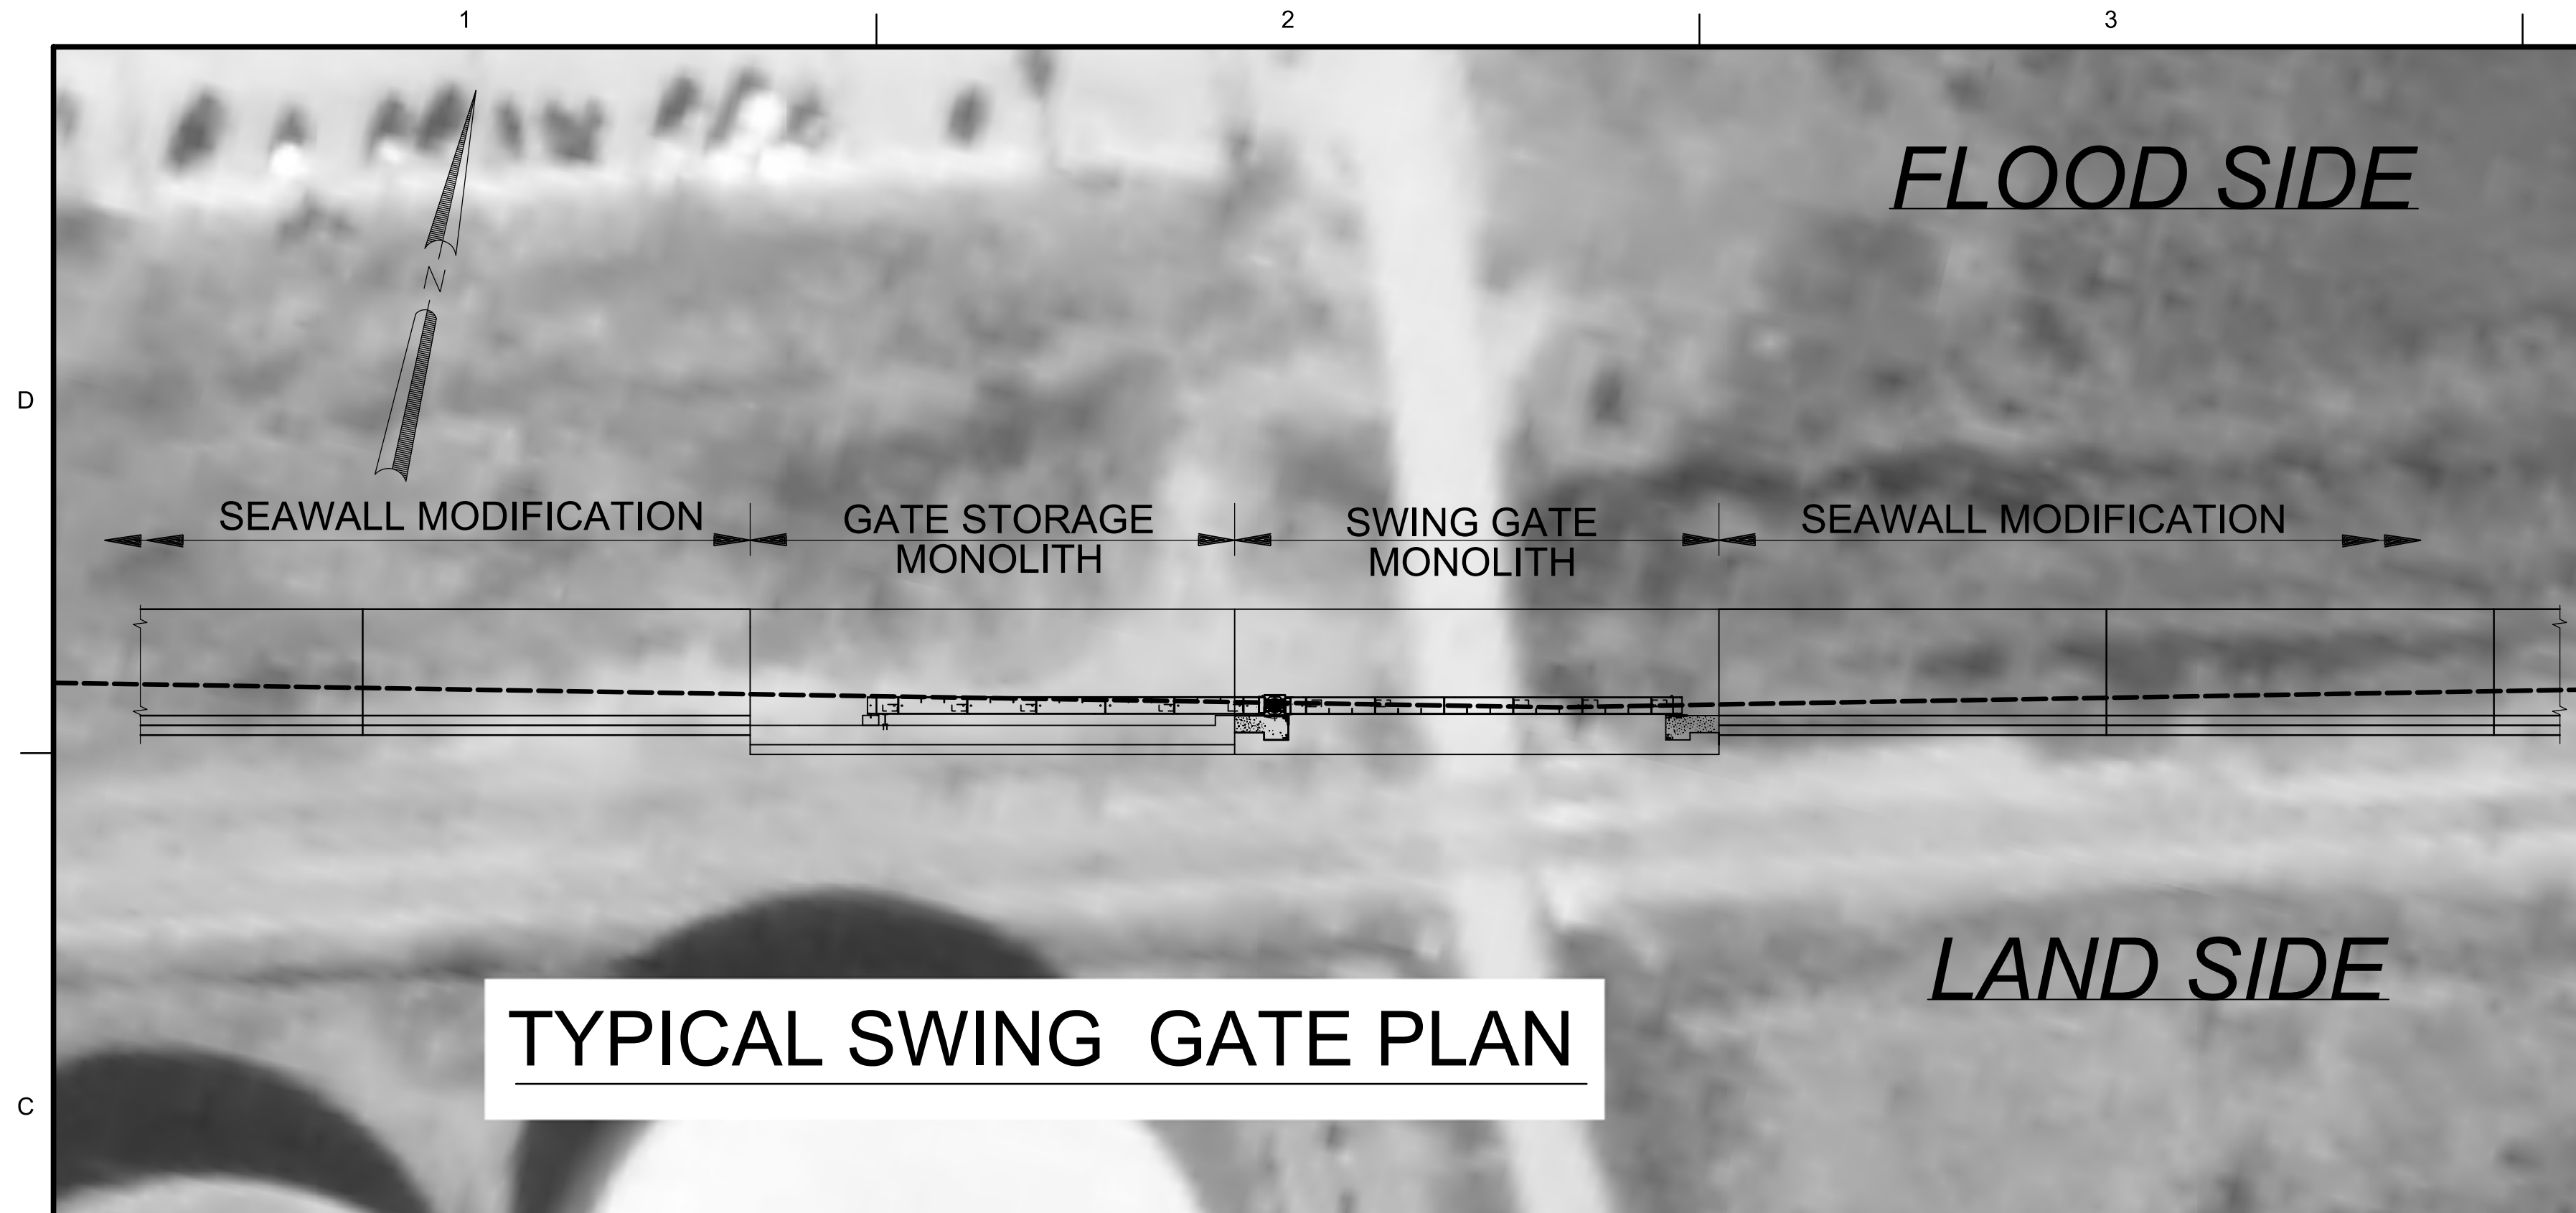 1 2 3
FLOOD SIDE
N
D
SEAWALL MODIFICATION
GATE STORAGE
MONOLITH
SWING GATE
MONOLITH
SEAWALL MODIFICATION
LAND SIDE
TYPICAL SWING GATE PLAN
C